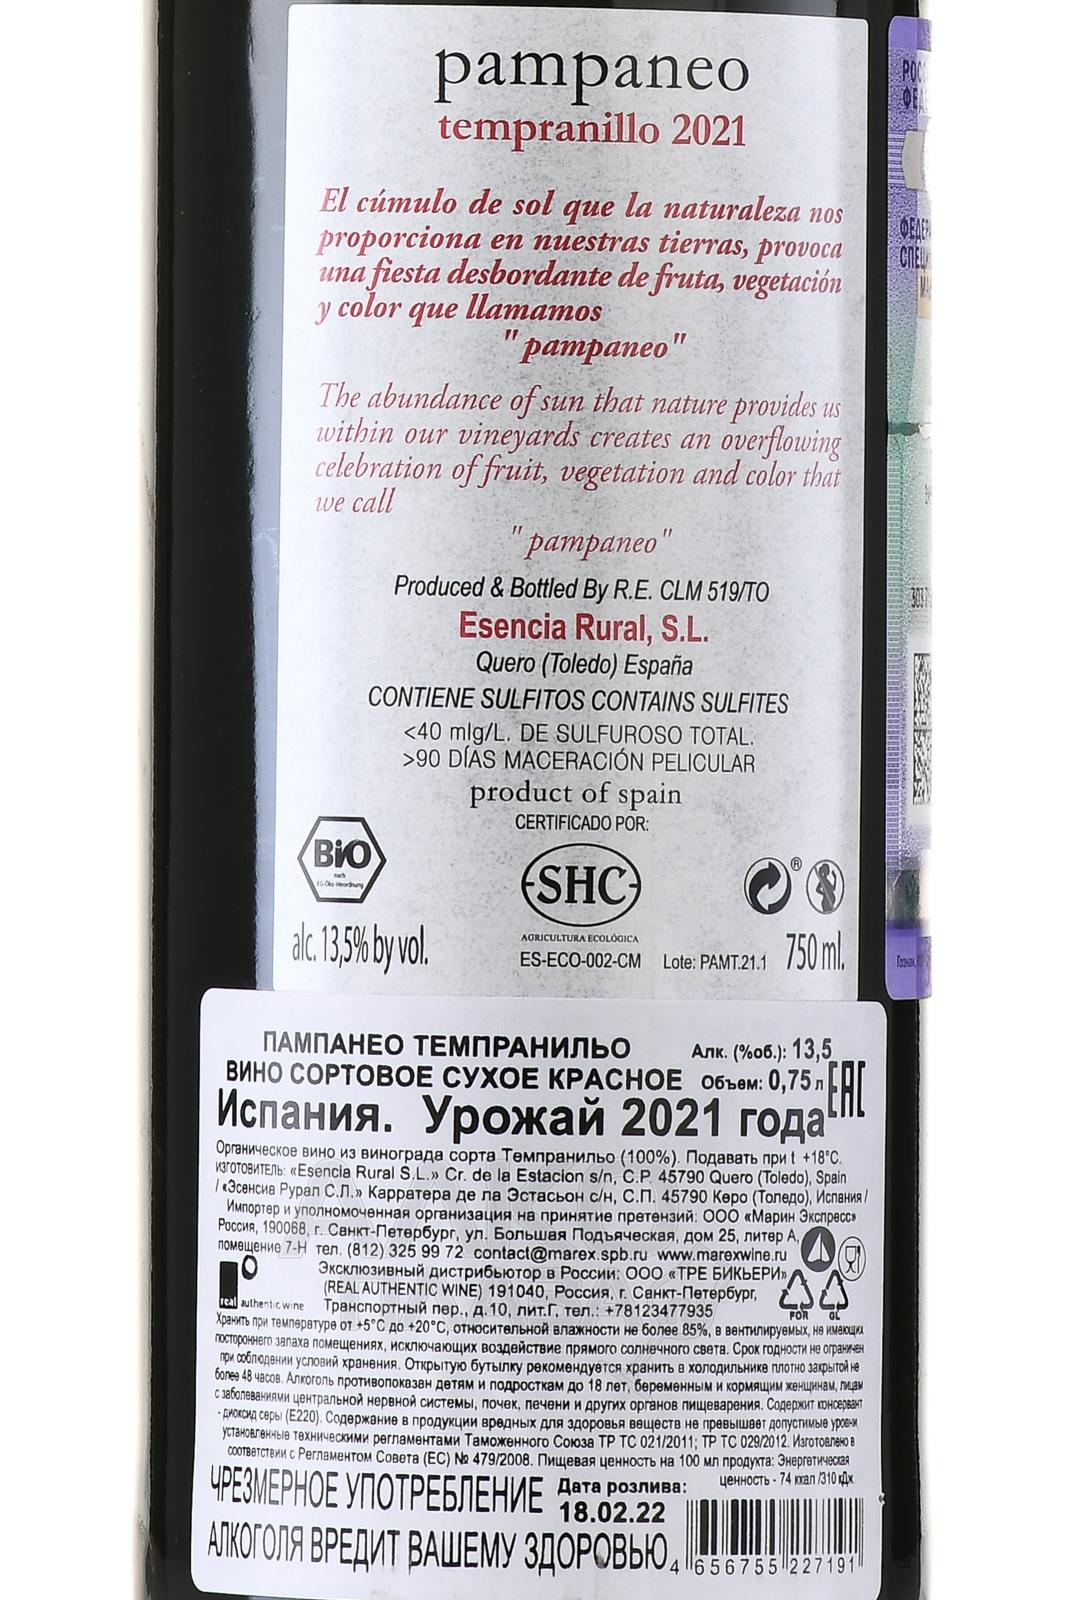 pampaneo
tempranillo 2021
El cúmulo de sol que la naturaleza nos
proporciona en nuestras tierras, provoca
una fiesta desbordante de fruta, vegetación
y color que llamamos
"pampaneo"
The abundance of sun that nature provides us
within our vineyards creates an overflowing
celebration of fruit, vegetation and color that
we call
"pampaneo"
Produced & Bottled By R.E. CLM 519/TO
Esencia Rural, S.L.
Quero (Toledo) España
CONTIENE SULFITOS CONTAINS SULFITES
<40 mlg/L. DE SULFUROSO TOTAL.
>90 DÍAS MACERACIÓN PELICULAR
product of spain
CERTIFICADO POR:
Bio
nach
EG-Öko-Verordnung
SHC
®
AGRICULTURA ECOLÓGICA
alc. 13,5% by vol.
ES-ECO-002-CM
Lote: PAMT.21.1
750 ml.
ПАМПАНЕО ТЕМПРАНИЛЬО
Алк. (%об.): 13,5
ВИНО СОРТОВОЕ СУХОЕ КРАСНОЕ
Объем: 0,75 л
EAC
Испания. Урожай 2021 года
Органическое вино из винограда сорта Темпранильо (100%). Подавать при t +18°C.
изготовитель: «Esencia Rural S.L.» Cr. de la Estacion s/n, C.P. 45790 Quero (Toledo), Spain
/ «Эсенсиа Рурал С.Л.» Карратера де ла Эстасьон с/н, С.П. 45790 Керо (Толедо), Испания /
Импортер и уполномоченная организация на принятие претензий: ООО «Марин Экспресс»
Россия, 190068, г. Санкт-Петербург, ул. Большая Подъяческая, дом 25, литер А,
помещение 7-Н тел. (812) 325 99 72 contact@marex.spb.ru www.marexwine.ru
Эксклюзивный дистрибьютор в России: ООО «ТРЕ БИКЬЕРИ»
(REAL AUTHENTIC WINE) 191040, Россия, г. Санкт-Петербург,
real authentic wine
Транспортный пер., д.10, лит.Г, тел.: +78123477935
FOR
GL
Хранить при температуре от +5°C до +20°C, относительной влажности не более 85%, в вентилируемых, не имеющих
постороннего запаха помещениях, исключающих воздействие прямого солнечного света. Срок годности не ограничен
при соблюдении условий хранения. Открытую бутылку рекомендуется хранить в холодильнике плотно закрытой не
более 48 часов. Алкоголь противопоказан детям и подросткам до 18 лет, беременным и кормящим женщинам, лицам
с заболеваниями центральной нервной системы, почек, печени и других органов пищеварения. Содержит консервант
- диоксид серы (E220). Содержание в продукции вредных для здоровья веществ не превышает допустимые уровни,
установленные техническими регламентами Таможенного Союза ТР ТС 021/2011; ТР ТС 029/2012. Изготовлено в
соответствии с Регламентом Совета (ЕС) № 479/2008. Пищевая ценность на 100 мл продукта: Энергетическая
ценность - 74 ккал /310 кДж.
ЧРЕЗМЕРНОЕ УПОТРЕБЛЕНИЕ
АЛКОГОЛЯ ВРЕДИТ ВАШЕМУ ЗДОРОВЬЮ
Дата розлива:
18.02.22
4 656755 227191